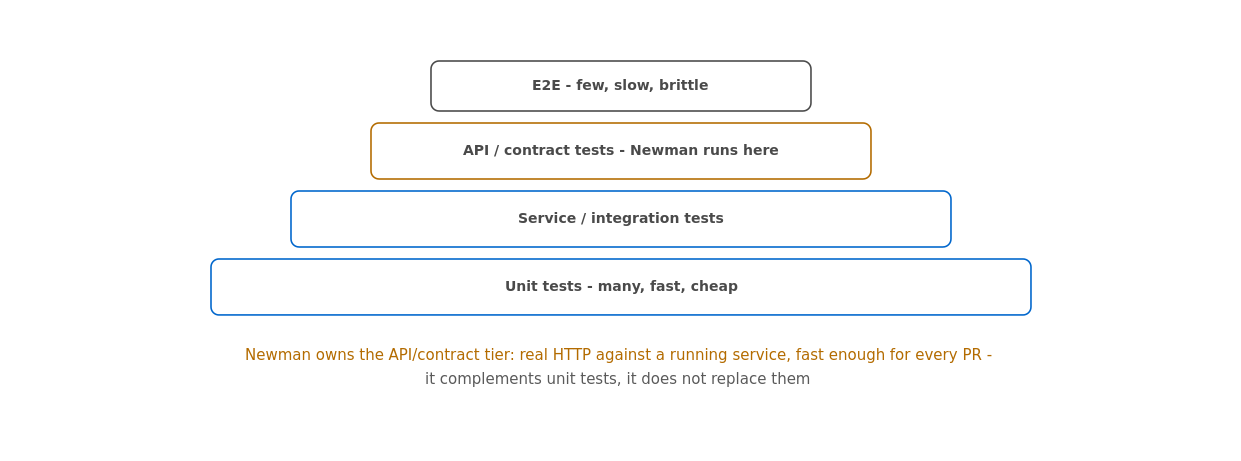 E2E - few, slow, brittle
API / contract tests - Newman runs here
Service / integration tests
Unit tests - many, fast, cheap
Newman owns the API/contract tier: real HTTP against a running service, fast enough for every PR -
it complements unit tests, it does not replace them